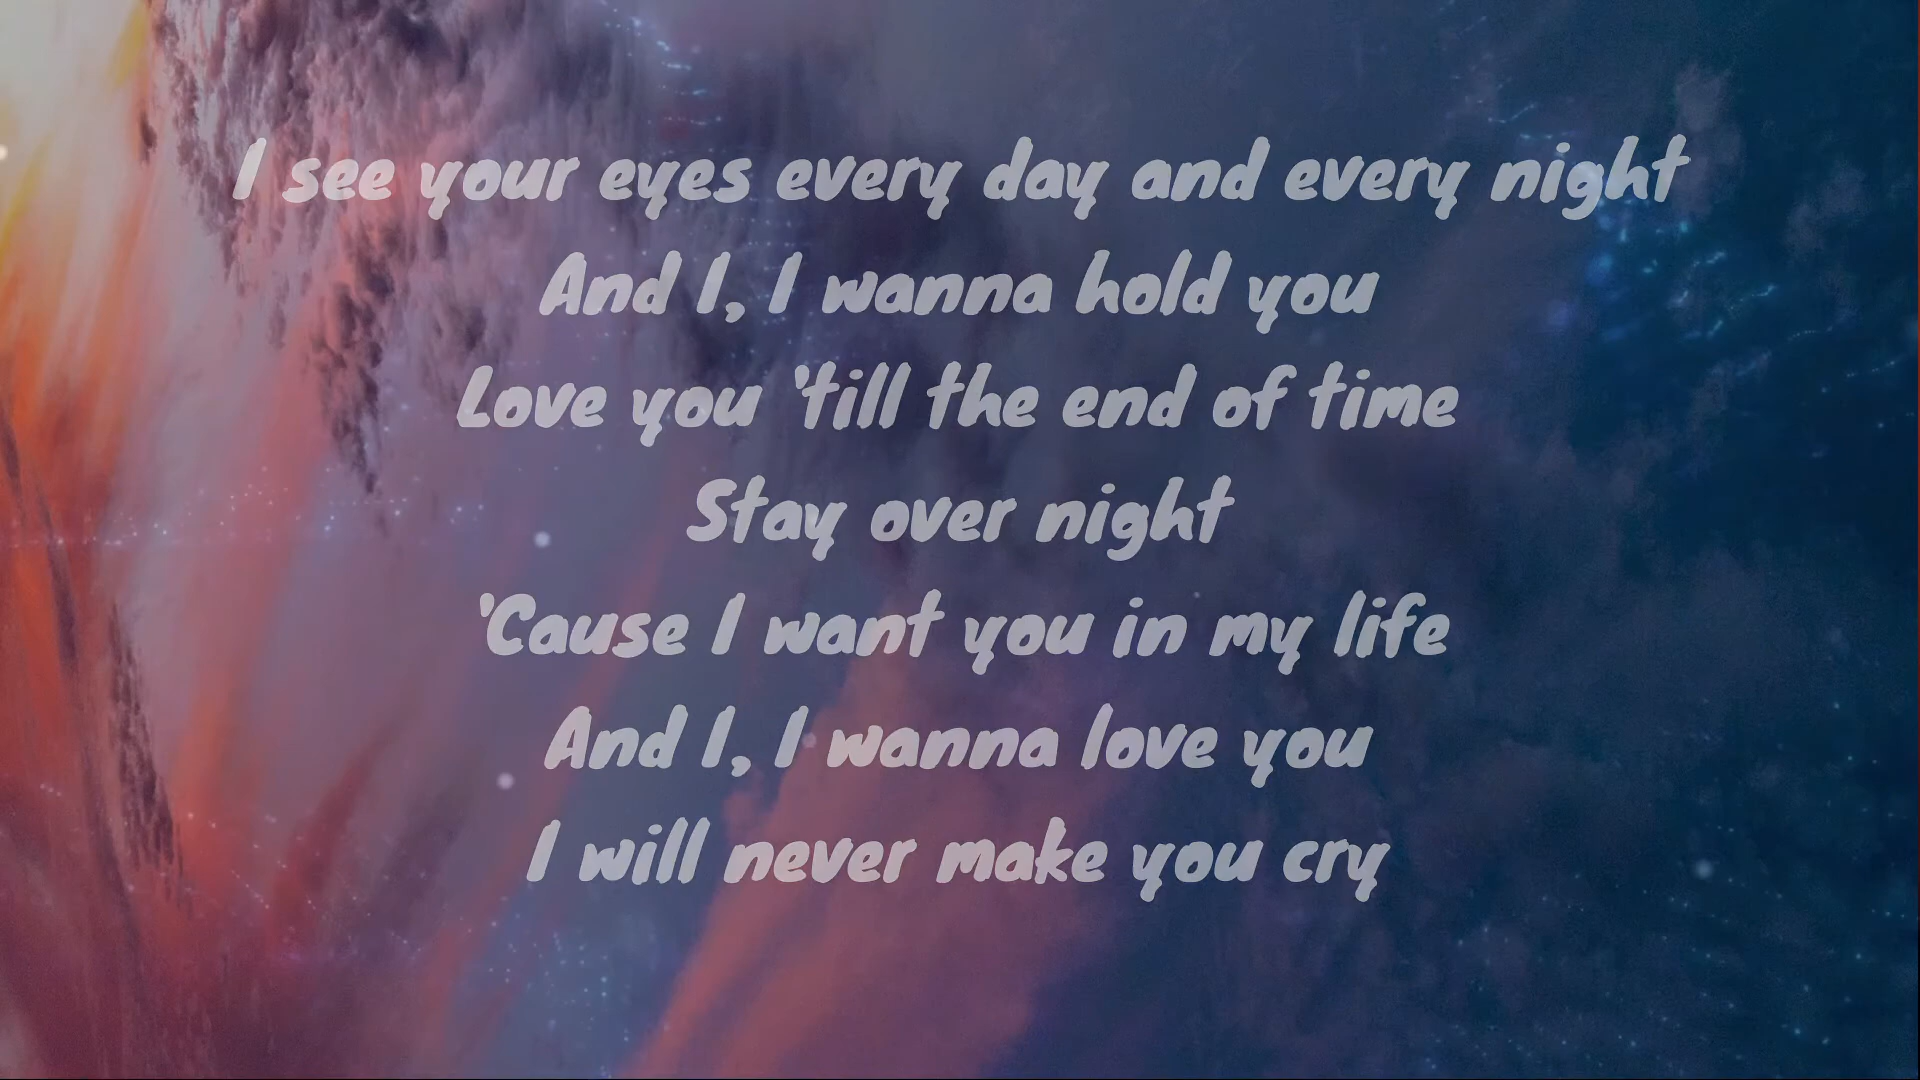 I see your eyes every day and every night
And I, I wanna hold you
Love you 'till the end of time
Stay over night
'Cause I want you in my life
And I, I wanna love you
I will never make you cry